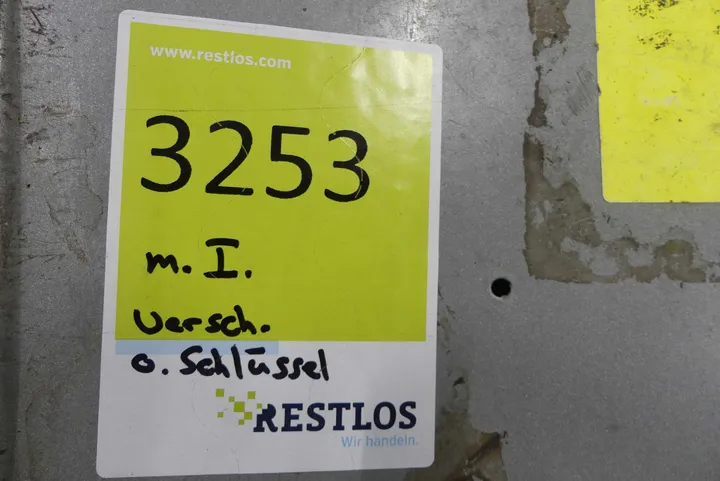 www.restlos.com
3253
m. I.
versch.
o. Schlüssel
RESTLOS
Wir handeln.